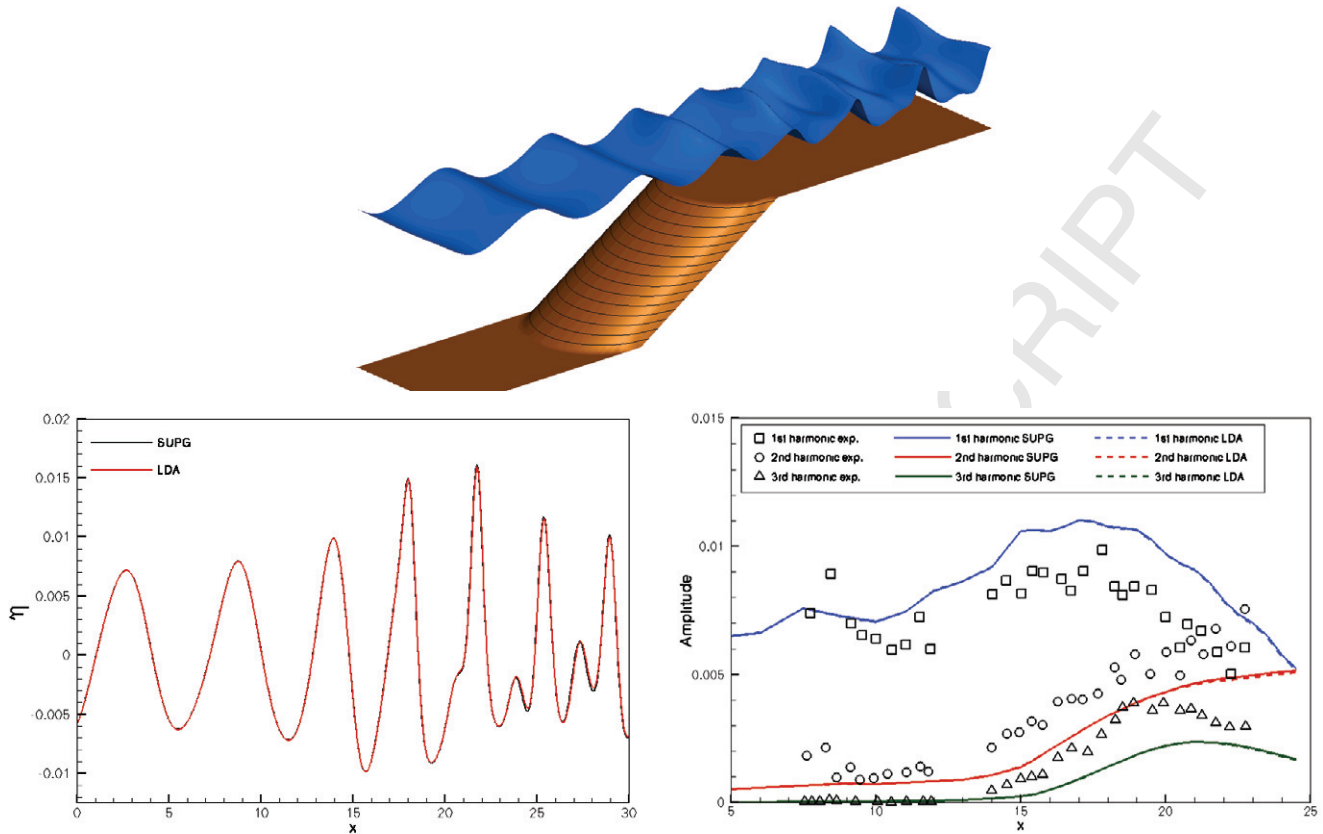 CRIPT
0.02
0.015
0.01
0.005
0
-0.005
-0.01
η
SUPG
LDA
0 5 10 15 20 25 30
x
0.015
0.01
0.005
0
Amplitude
1st harmonic exp. 1st harmonic SUPG 1st harmonic LDA
2nd harmonic exp. 2nd harmonic SUPG 2nd harmonic LDA
3rd harmonic exp. 3rd harmonic SUPG 3rd harmonic LDA
5 10 15 20 25
x